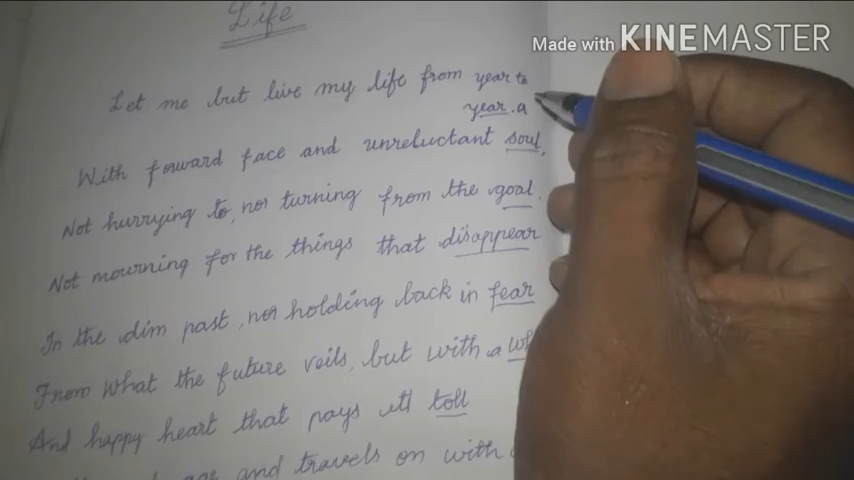 Made with KINEMASTER
Life
Let me but live my life from year to
year. a
With forward face and unreluctant soul,
Not hurrying to, nor turning from the goal.
Not mourning for the things that disappear
In the dim past, nor holding back in fear
From what the future veils, but with a
And happy heart that pays its toll
and travels on with